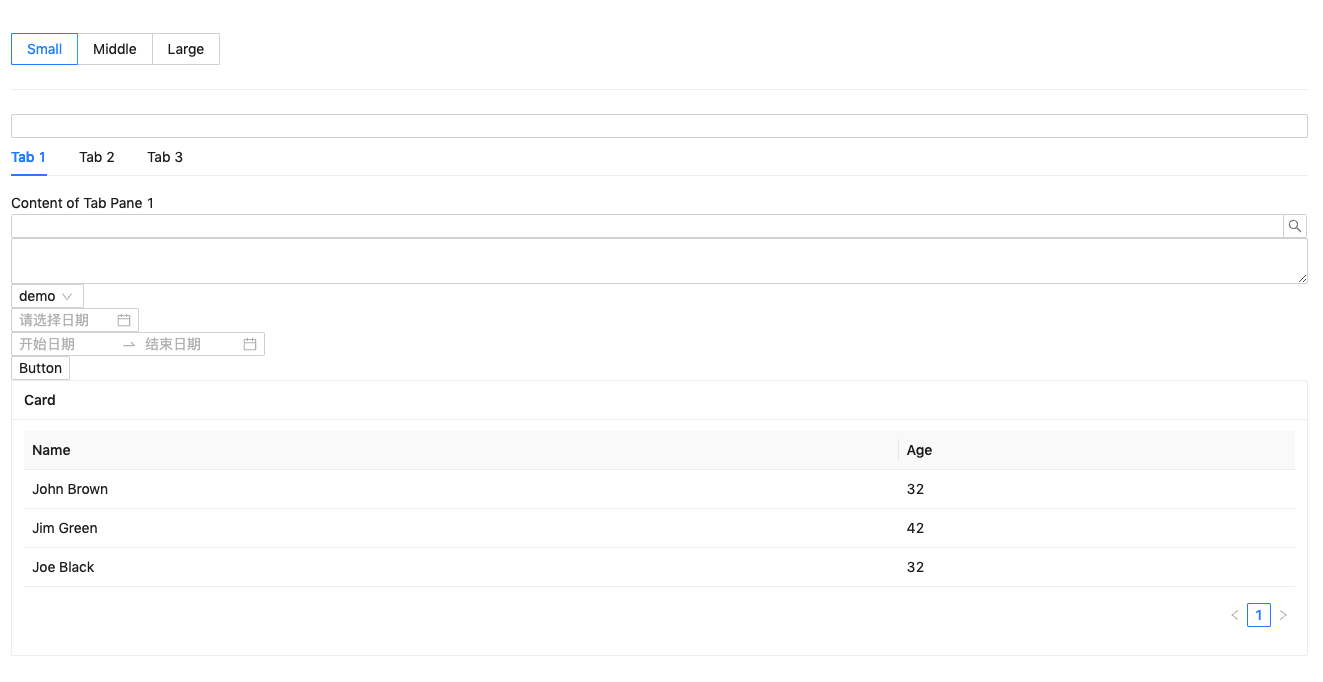 Small Middle Large
Tab 1 Tab 2 Tab 3
Content of Tab Pane 1
demo
请选择日期
开始日期 结束日期
Button
Card
Name Age
John Brown 32
Jim Green 42
Joe Black 32
1